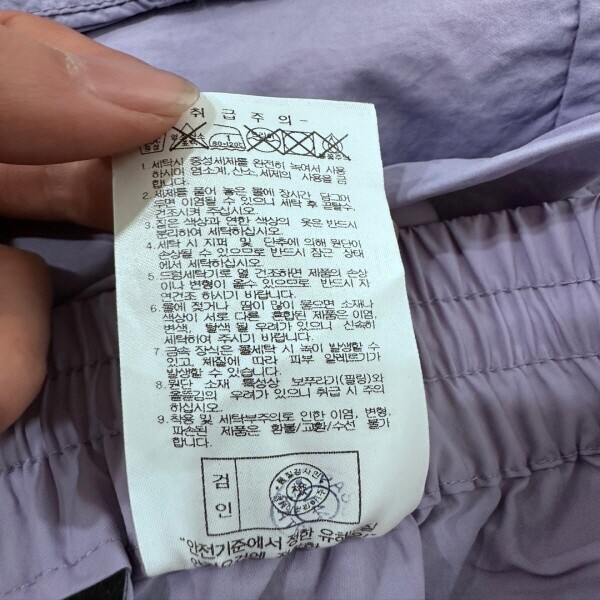 취급주의
80~120℃
드라이
1. 세탁시 중성세제를 완전히 녹여서 사용
하시며 염소계, 산소, 세제의 사용을 금
합니다.
2. 세제를 풀어 놓은 물에 장시간 담그어
두면 이염될 수 있으므로 세탁 후 곧탈수,
건조시켜 주십시오.
3. 짙은 색상과 연한 색상의 옷은 반드시
분리하여 세탁하십시오.
4. 세탁 시 지퍼 및 단추에 의해 원단이
손상될 수 있으므로 반드시 잠근 상태
에서 세탁하십시오.
5. 드럼세탁기로 열 건조하면 제품의 손상
이나 변형이 올수 있으므로 반드시 자
연건조 하시기 바랍니다.
6. 물에 젖거나 땀이 많이 묻으면 소재나
색상이 서로 다른 혼합된 제품은 이염,
변색, 탈색 될 우려가 있으니 신속히
세탁하여 주시기 바랍니다.
7. 금속 장식은 물세탁 시 녹이 발생할 수
있고, 체질에 따라 피부 알레르기가
발생할 수 있습니다.
8. 원단 소재 특성상 보푸라기(필링)와
올뜯김의 우려가 있으니 취급 시 주의
하십시오.
9. 착용 및 세탁부주의로 인한 이염, 변형,
파손된 제품은 환불/교환/수선 불가
합니다.
검인
품질검사인
"안전기준에서 정한 유해